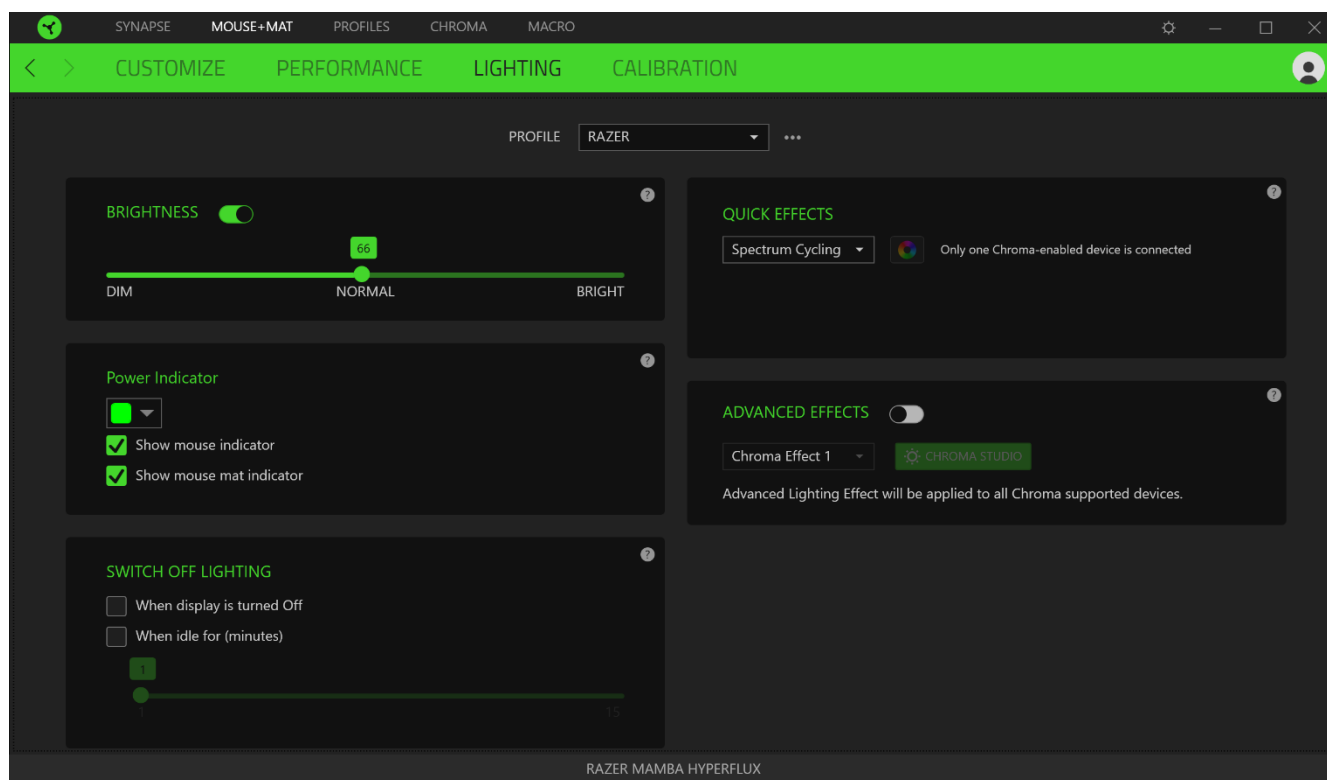 SYNAPSE MOUSE+MAT PROFILES CHROMA MACRO
CUSTOMIZE PERFORMANCE LIGHTING CALIBRATION
PROFILE RAZER
BRIGHTNESS
66
DIM NORMAL BRIGHT
Power Indicator
Show mouse indicator
Show mouse mat indicator
SWITCH OFF LIGHTING
When display is turned Off
When idle for (minutes)
1
1 15
QUICK EFFECTS
Spectrum Cycling Only one Chroma-enabled device is connected
ADVANCED EFFECTS
Chroma Effect 1 CHROMA STUDIO
Advanced Lighting Effect will be applied to all Chroma supported devices.
RAZER MAMBA HYPERFLUX